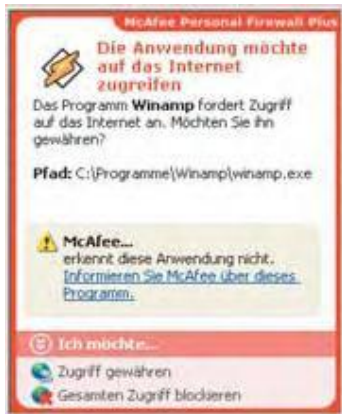 McAfee Personal Firewall Plus
Die Anwendung möchte
auf das Internet
zugreifen
Das Programm Winamp fordert Zugriff
auf das Internet an. Möchten Sie ihn
gewähren?
Pfad: C:\Programme\Winamp\winamp.exe
McAfee...
erkennt diese Anwendung nicht.
Informieren Sie McAfee über dieses
Programm.
Ich möchte...
Zugriff gewähren
Gesamten Zugriff blockieren